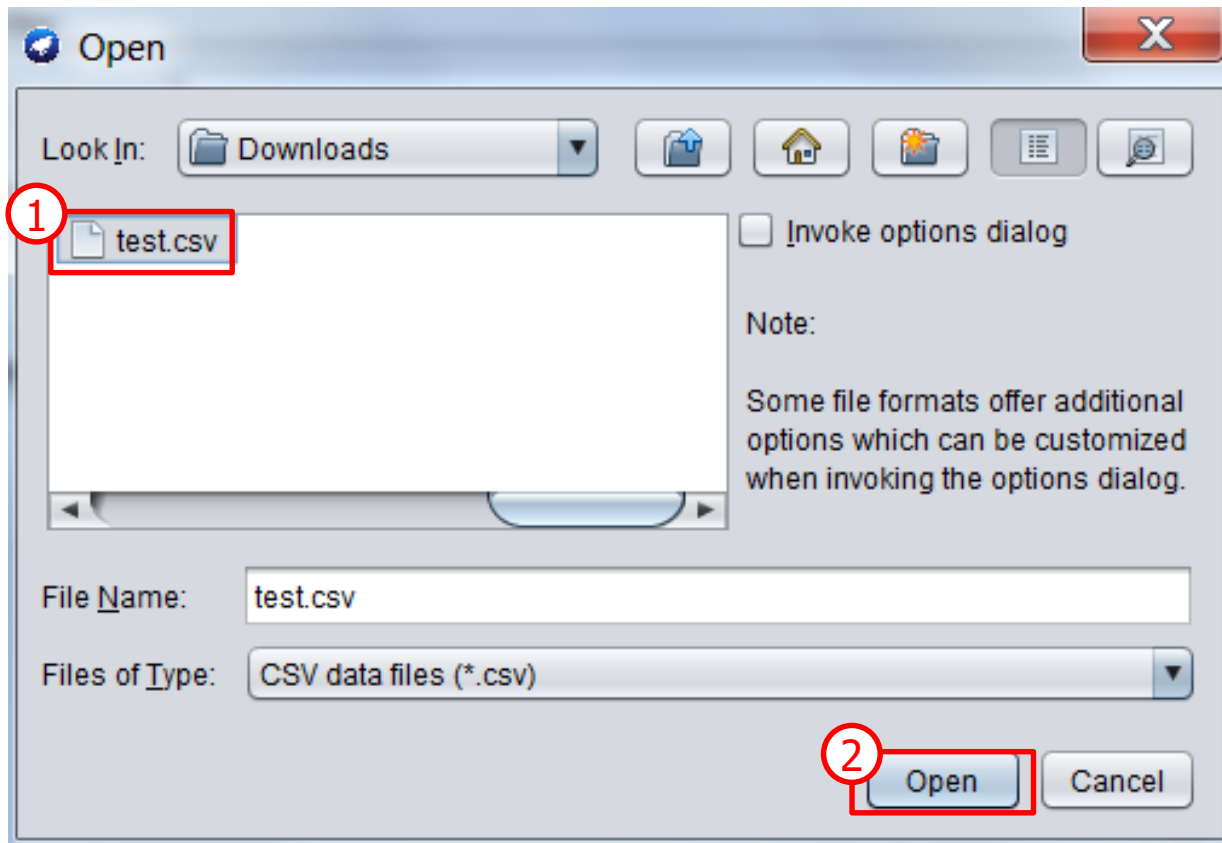 Open
Look In:
Downloads
1
test.csv
Invoke options dialog
Note:
Some file formats offer additional
options which can be customized
when invoking the options dialog.
File Name:
test.csv
Files of Type:
CSV data files (*.csv)
2
Open
Cancel